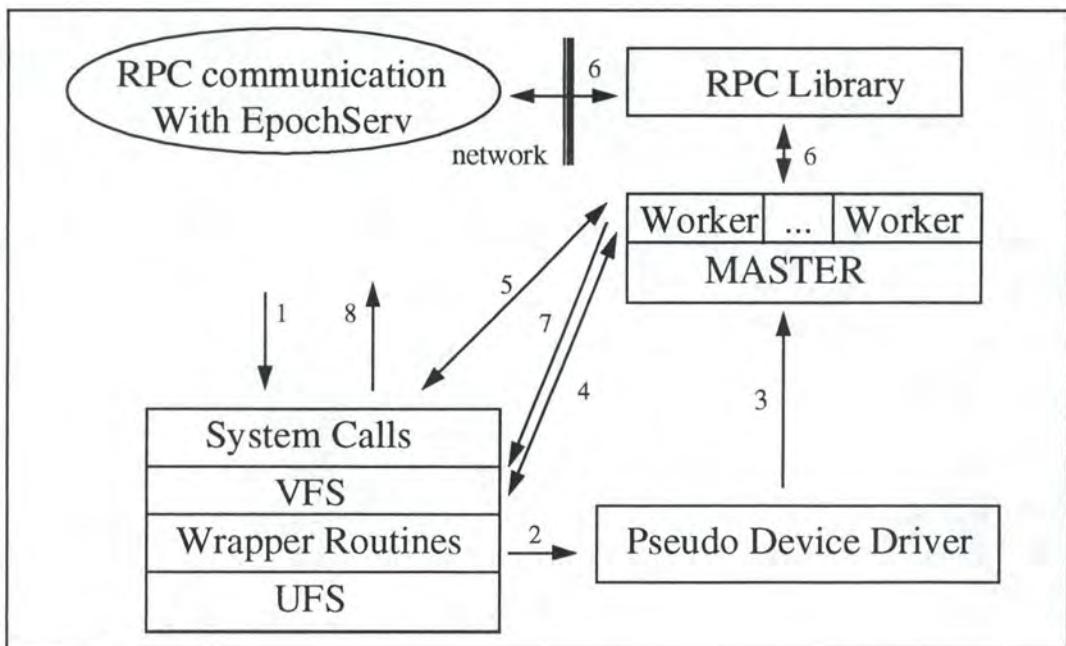 RPC communication
With EpochServ
6
network
RPC Library
6
Worker ... Worker
MASTER
1
8
5
7
4
3
System Calls
VFS
Wrapper Routines
UFS
2
Pseudo Device Driver